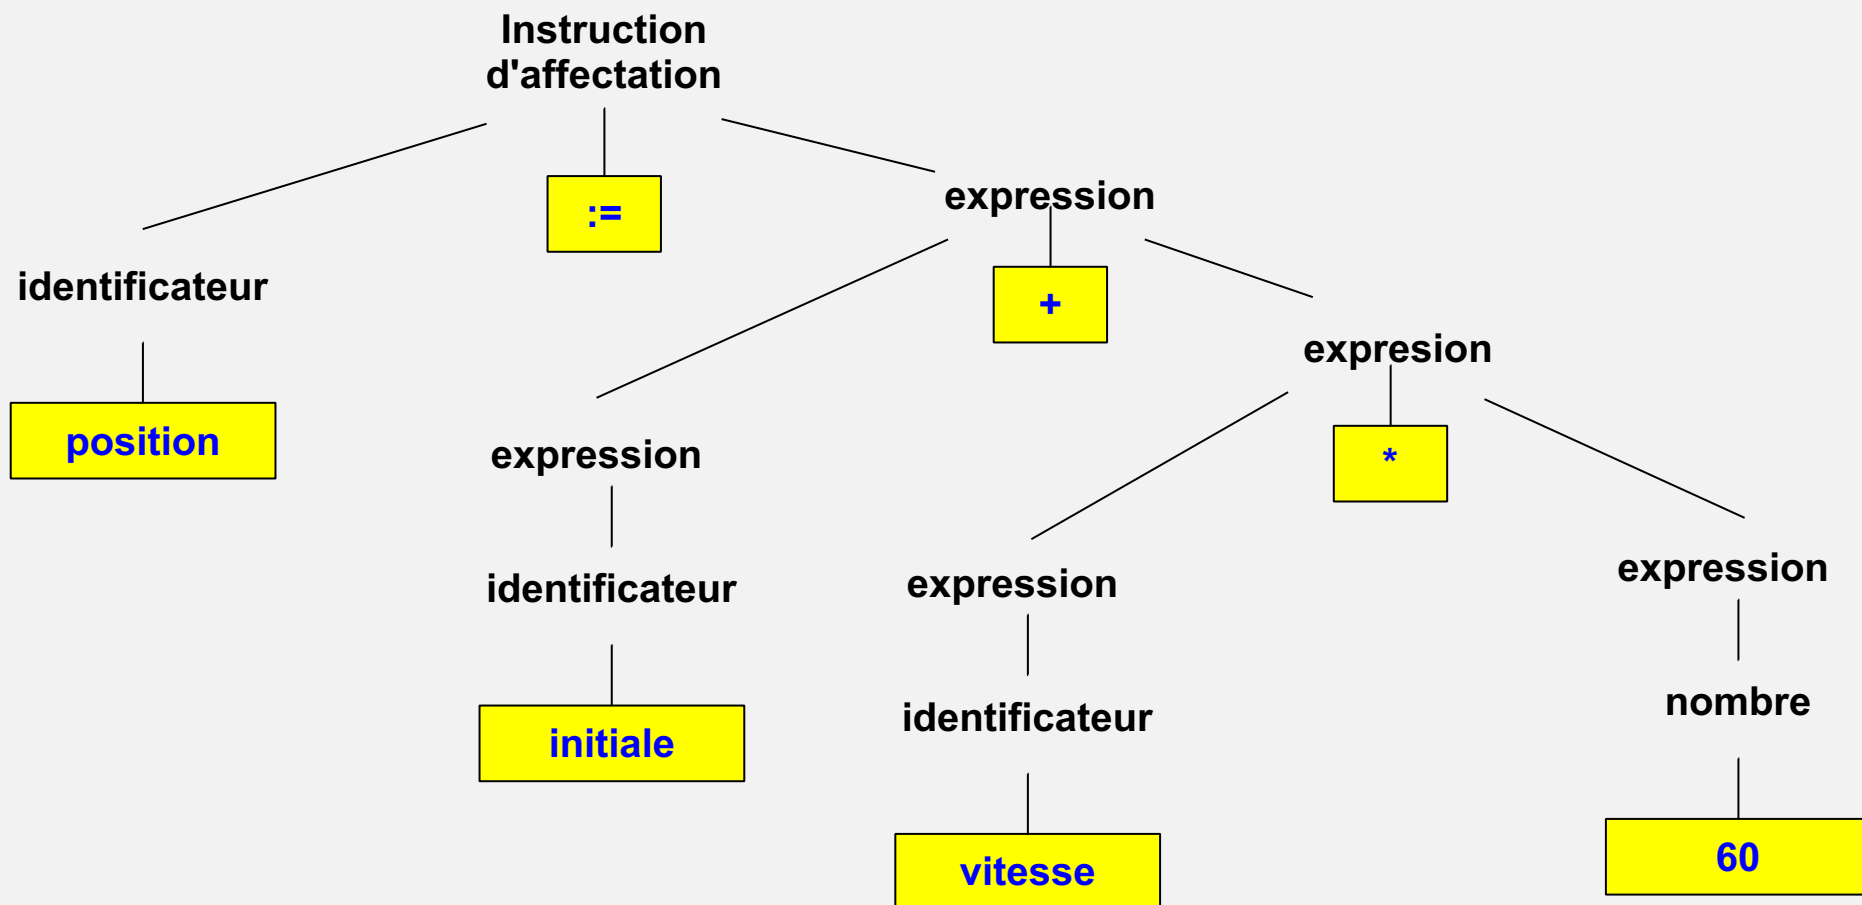 Instruction
d'affectation
:=
expression
identificateur
+
expresion
position
expression
*
identificateur
expression
expression
initiale
identificateur
nombre
vitesse
60